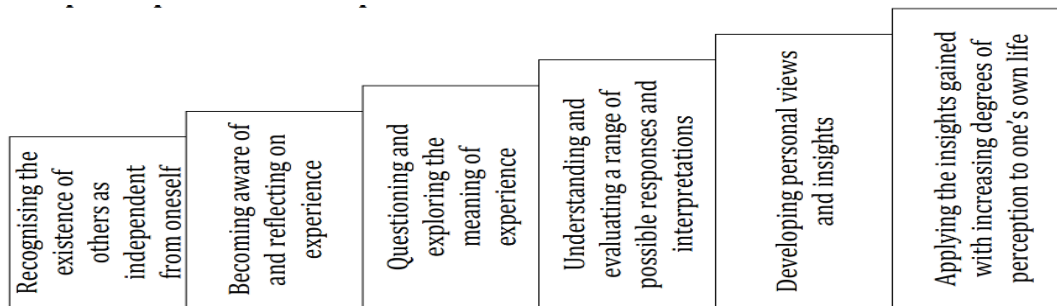 Recognising the
existence of
others as
independent
from oneself
Becoming aware of
and reflecting on
experience
Questioning and
exploring the
meaning of
experience
Understanding and
evaluating a range of
possible responses and
interpretations
Developing personal views
and insights
Applying the insights gained
with increasing degrees of
perception to one's own life